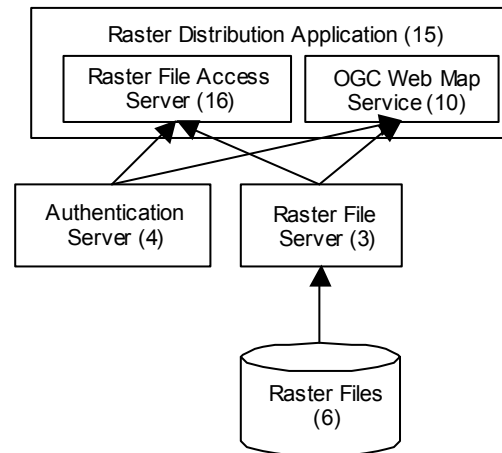 Raster Distribution Application (15)
Raster File Access
Server (16)
OGC Web Map
Service (10)
Authentication
Server (4)
Raster File
Server (3)
Raster Files
(6)